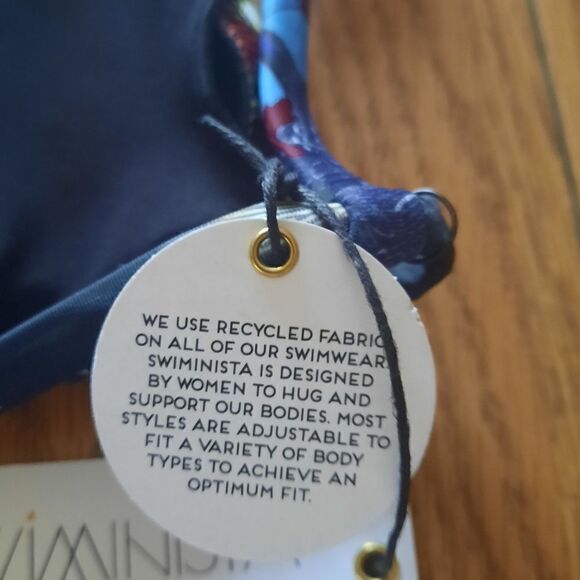 WE USE RECYCLED FABRIC
ON ALL OF OUR SWIMWEAR.
SWIMINISTA IS DESIGNED
BY WOMEN TO HUG AND
SUPPORT OUR BODIES. MOST
STYLES ARE ADJUSTABLE TO
FIT A VARIETY OF BODY
TYPES TO ACHIEVE AN
OPTIMUM FIT.
VIMINISTA